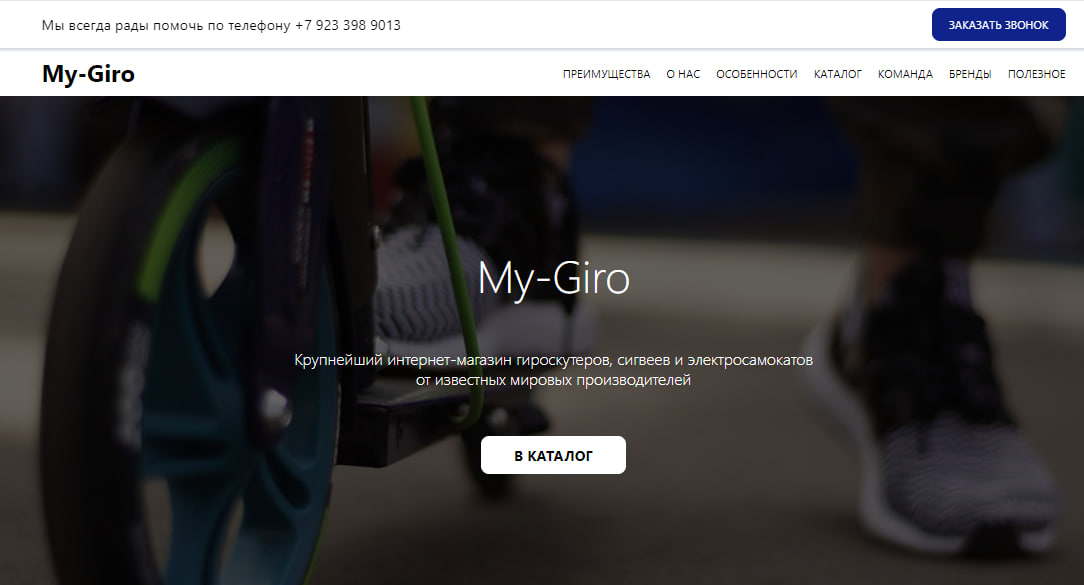 Мы всегда рады помочь по телефону +7 923 398 9013
ЗАКАЗАТЬ ЗВОНОК
My-Giro
ПРЕИМУЩЕСТВА О НАС ОСОБЕННОСТИ КАТАЛОГ КОМАНДА БРЕНДЫ ПОЛЕЗНОЕ
My-Giro
Крупнейший интернет-магазин гироскутеров, сигвеев и электросамокатов
от известных мировых производителей
В КАТАЛОГ